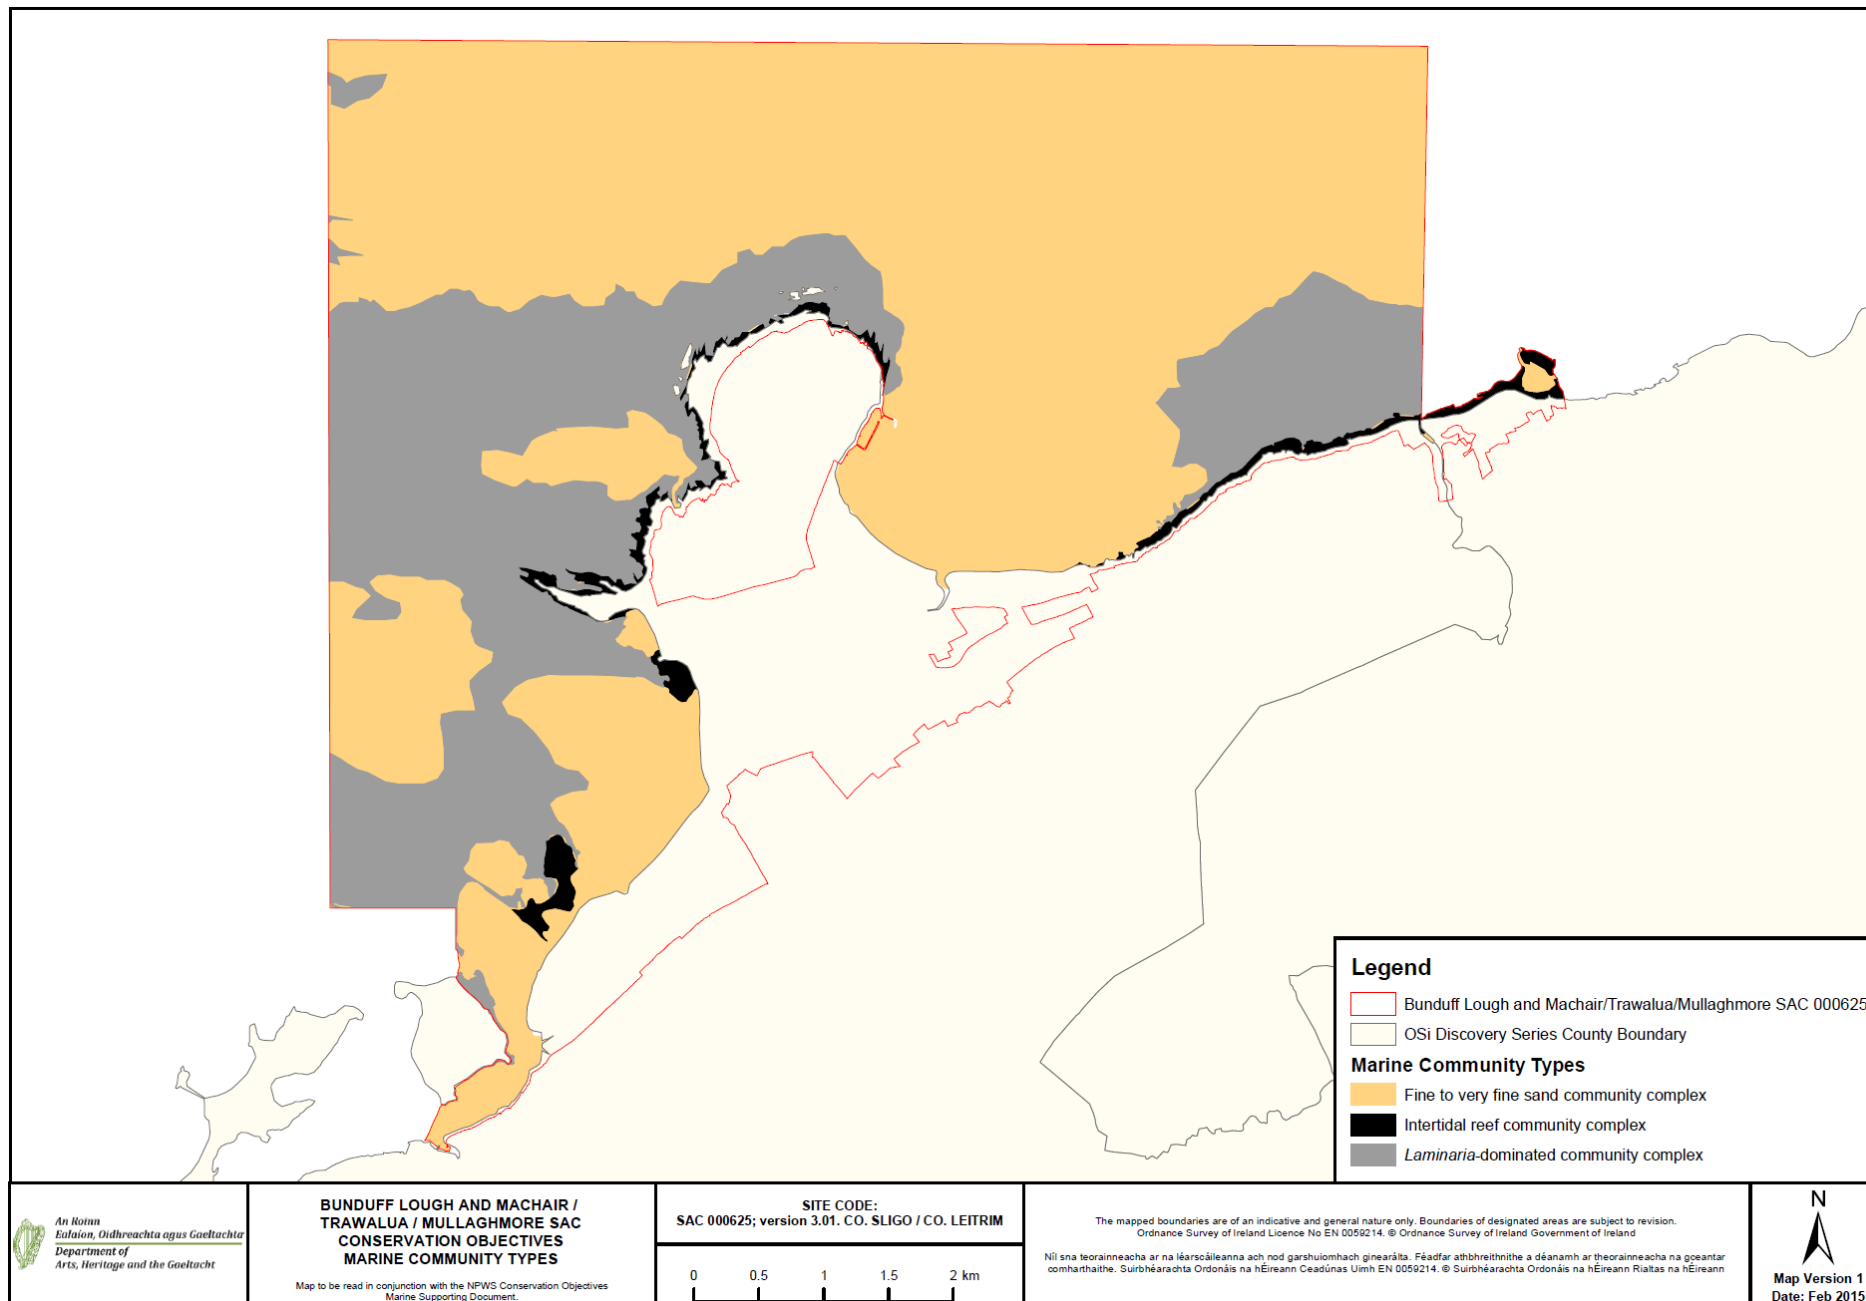 Legend
Bunduff Lough and Machair/Trawalua/Mullaghmore SAC 000625
OSi Discovery Series County Boundary
Marine Community Types
Fine to very fine sand community complex
Intertidal reef community complex
Laminaria-dominated community complex
An Roinn
Ealaíon, Oidhreachta agus Gaeltachta
Department of
Arts, Heritage and the Gaeltacht
BUNDUFF LOUGH AND MACHAIR /
TRAWALUA / MULLAGHMORE SAC
CONSERVATION OBJECTIVES
MARINE COMMUNITY TYPES
Map to be read in conjunction with the NPWS Conservation Objectives
Marine Supporting Document.
SITE CODE:
SAC 000625; version 3.01. CO. SLIGO / CO. LEITRIM
0 0.5 1 1.5 2 km
The mapped boundaries are of an indicative and general nature only. Boundaries of designated areas are subject to revision.
Ordnance Survey of Ireland Licence No EN 0059214. © Ordnance Survey of Ireland Government of Ireland
Níl sna teorainneacha ar na léarscáileanna ach nod garshuiomhach ginearálta. Féadfar athbhreithnithe a déanamh ar theorainneacha na gceantar
comharthaithe. Suirbhéarachta Ordonáis na hÉireann Ceadúnas Uimh EN 0059214. © Suirbhéarachta Ordonáis na hÉireann Rialtas na hÉireann
N
Map Version 1
Date: Feb 2015